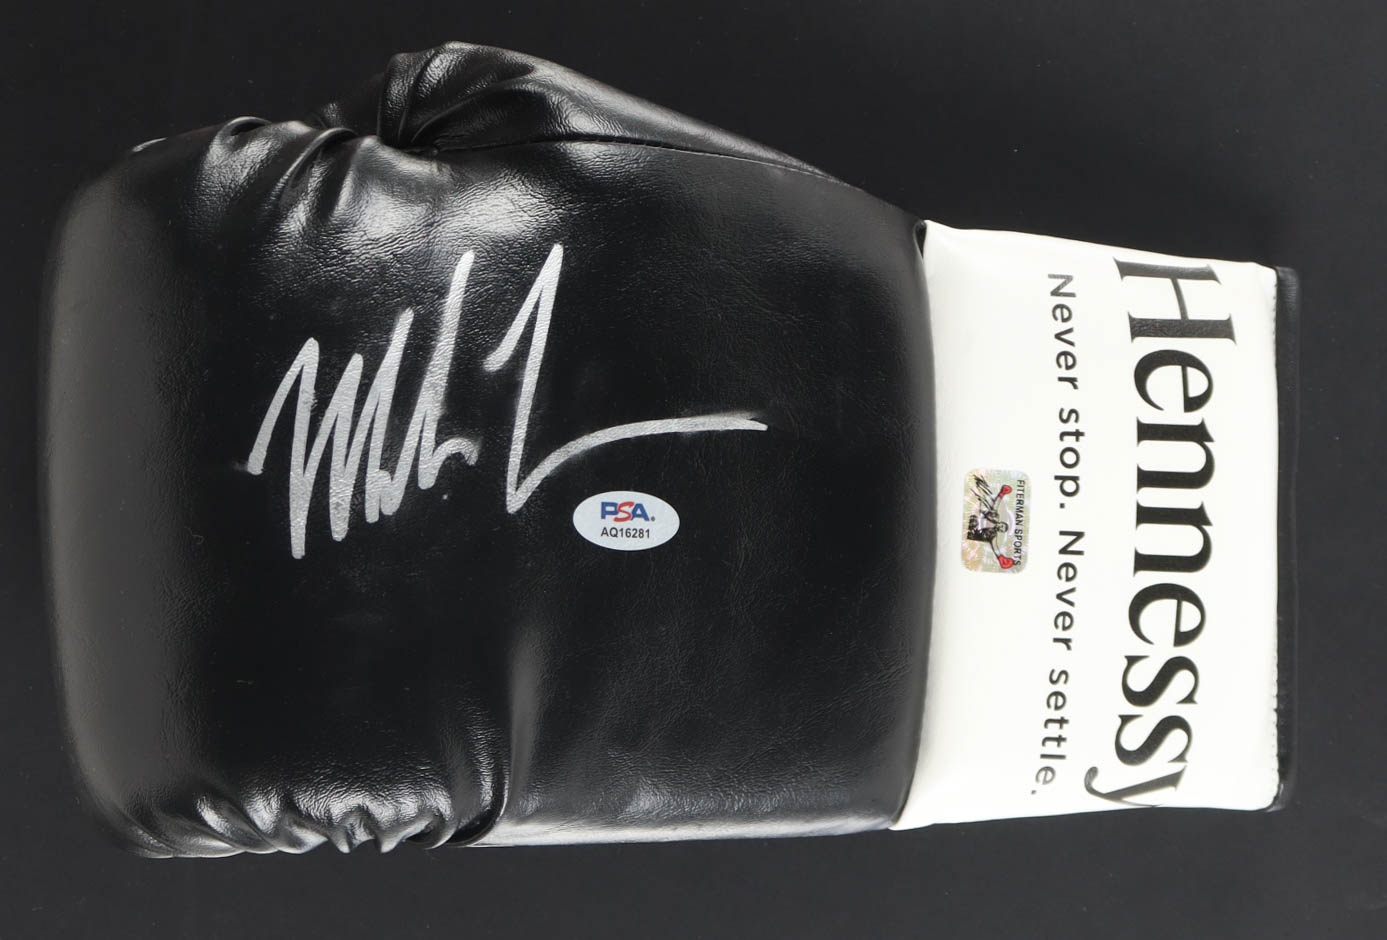 PSA
AQ16281
FITERMAN SPORTS
Hennessy
Never stop. Never settle.